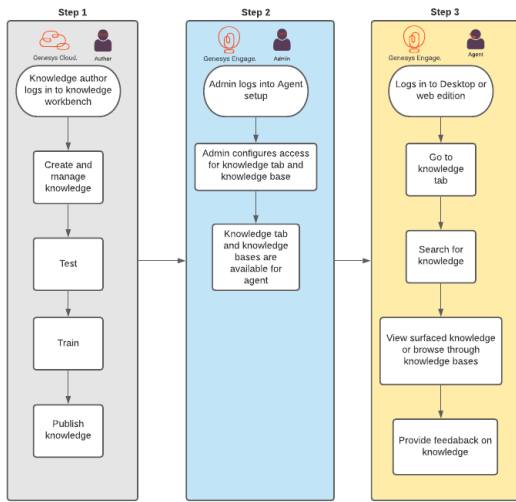 Step 1
Genesys Cloud.
Author
Knowledge author
logs in to knowledge
workbench
Create and
manage
knowledge
Test
Train
Publish
knowledge
Step 2
Genesys Engage.
Admin
Admin logs into Agent
setup
Admin configures access
for knowledge tab and
knowledge base
Knowledge tab
and knowledge
bases are
available for
agent
Step 3
Genesys Engage.
Agent
Logs in to Desktop or
web edition
Go to
knowledge
tab
Search for
knowledge
View surfaced knowledge
or browse through
knowledge bases
Provide feedaback on
knowledge